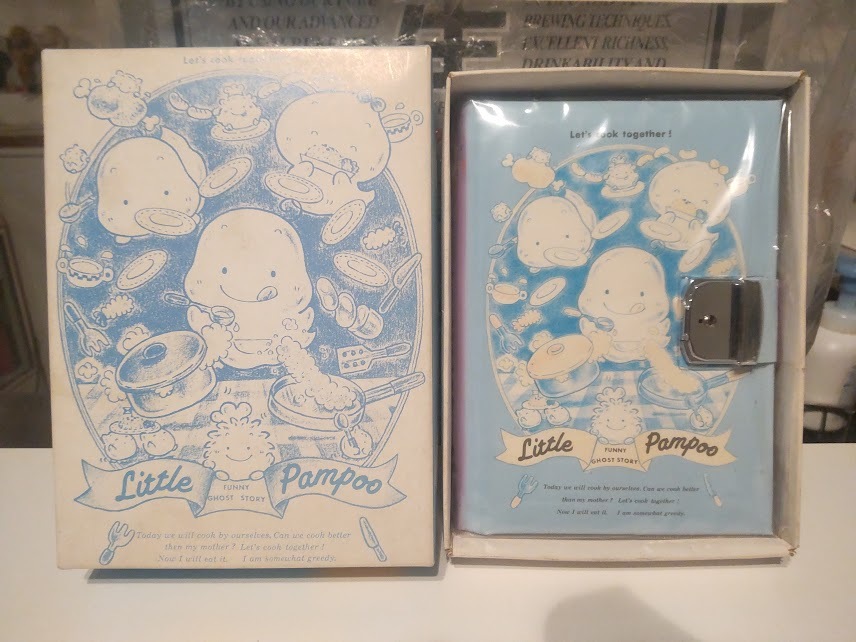 AND OUR ADVANCED
BREWING TECHNIQUES.
EXCELLENT RICHNESS,
DRINKABILITY AND
Let's cook
Little
FUNNY
GHOST STORY
Pampoo
Today we will cook by ourselves. Can we cook better
then my mother? Let's cook together!
Now I will eat it. I am somewhat greedy.
Let's cook together!
Little
FUNNY
GHOST STORY
Pampoo
Today we will cook by ourselves. Can we cook better
then my mother? Let's cook together!
Now I will eat it. I am somewhat greedy.